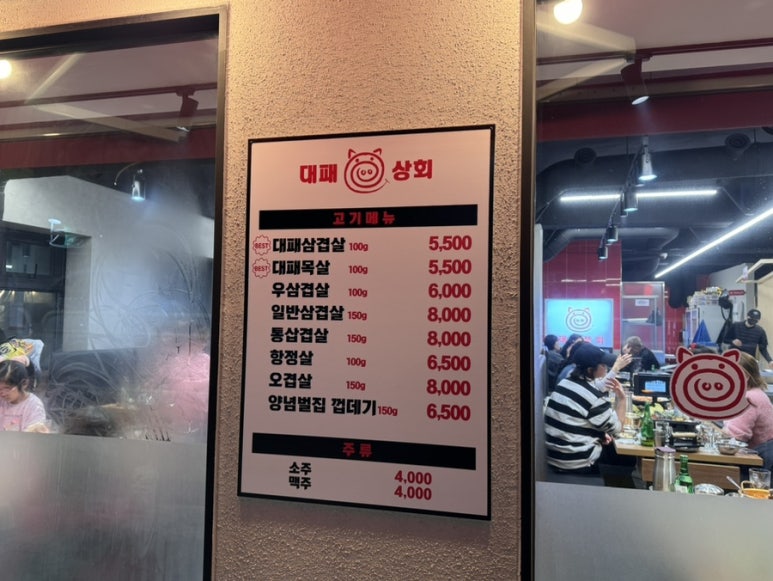 대패 상회
고기메뉴
BEST 대패삼겹살 100g 5,500
BEST 대패목살 100g 5,500
우삼겹살 100g 6,000
일반삼겹살 150g 8,000
통삽겹살 150g 8,000
항정살 100g 6,500
오겹살 150g 8,000
양념벌집 껍데기 150g 6,500
주류
소주 4,000
맥주 4,000